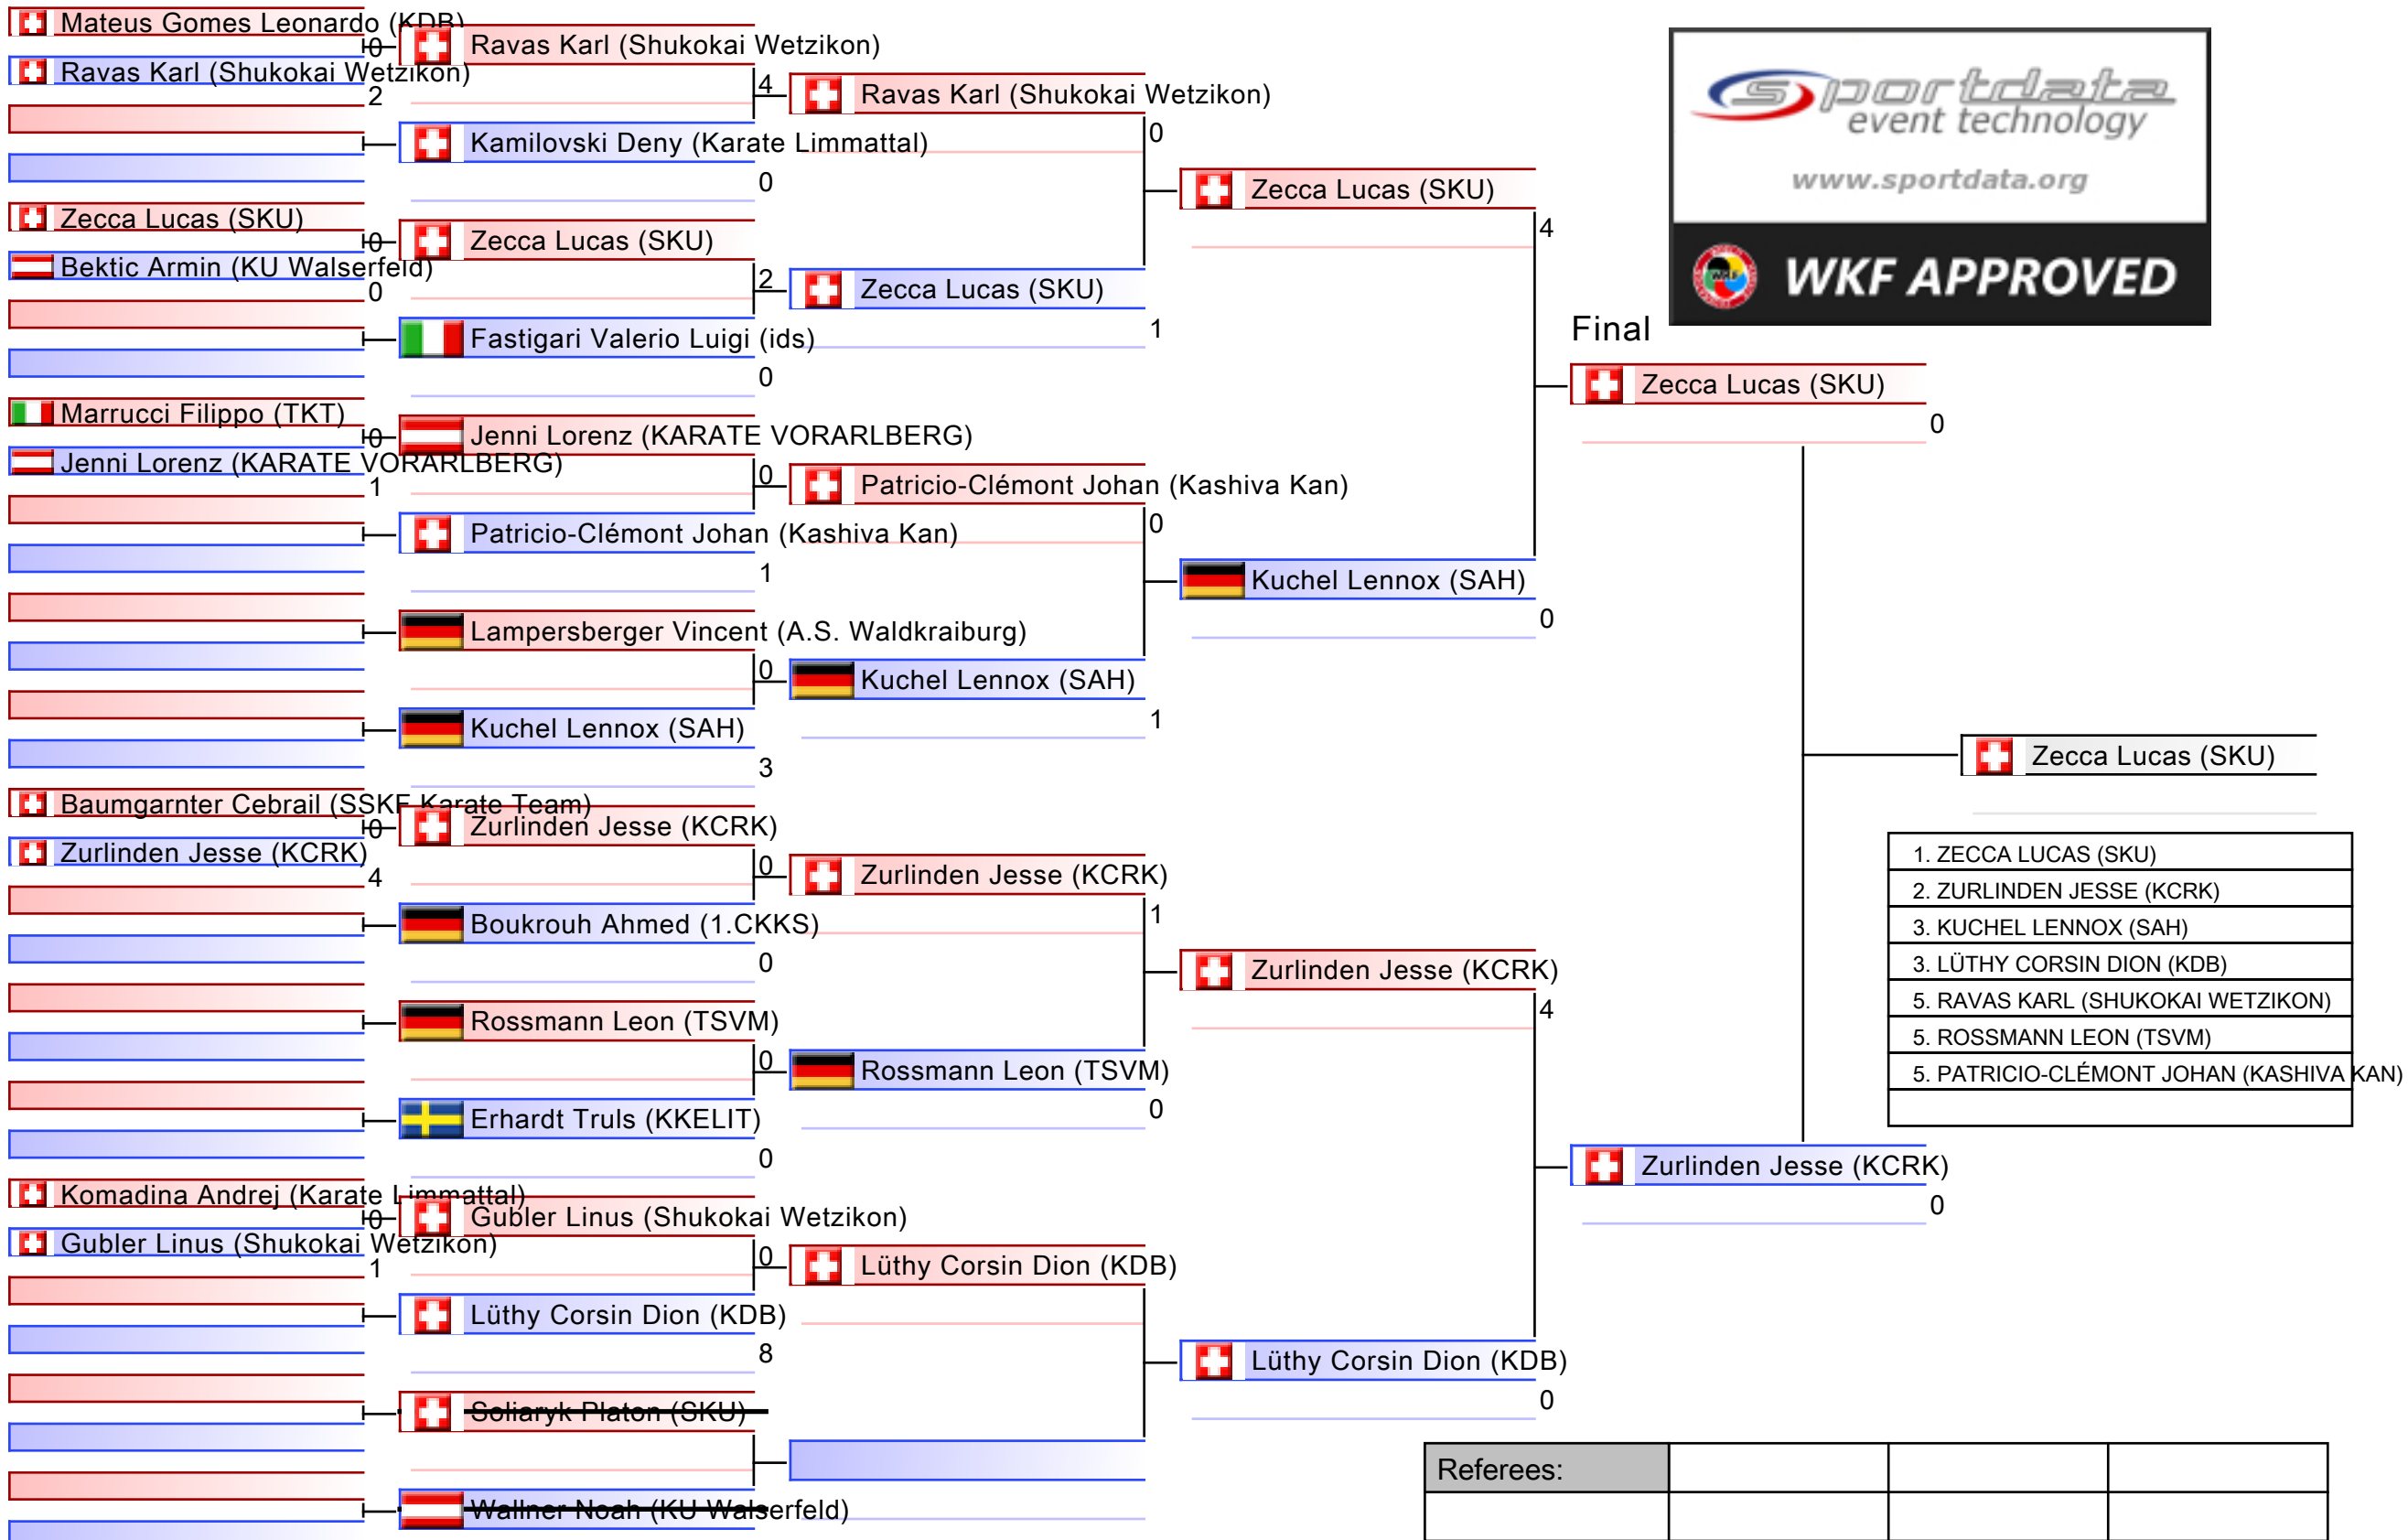 Mateus Gomes Leonardo (KDB)
0
Ravas Karl (Shukokai Wetzikon)
2
Zecca Lucas (SKU)
0
Bektic Armin (KU Walserfeld)
0
Marrucci Filippo (TKT)
0
Jenni Lorenz (KARATE VORARLBERG)
1
Baumgarnter Cebrail (SSKF Karate Team)
0
Zurlinden Jesse (KCRK)
4
Komadina Andrej (Karate Limmattal)
0
Gubler Linus (Shukokai Wetzikon)
1
Ravas Karl (Shukokai Wetzikon)
4
Kamilovski Deny (Karate Limmattal)
0
Zecca Lucas (SKU)
2
Fastigari Valerio Luigi (ids)
0
Jenni Lorenz (KARATE VORARLBERG)
0
Patricio-Clémont Johan (Kashiva Kan)
1
Lampersberger Vincent (A.S. Waldkraiburg)
0
Kuchel Lennox (SAH)
3
Zurlinden Jesse (KCRK)
0
Boukrouh Ahmed (1.CKKS)
0
Rossmann Leon (TSVM)
0
Erhardt Truls (KKELIT)
0
Gubler Linus (Shukokai Wetzikon)
0
Lüthy Corsin Dion (KDB)
8
Soliaryk Platon (SKU)
Wallner Noah (KU Walserfeld)
Ravas Karl (Shukokai Wetzikon)
0
Zecca Lucas (SKU)
1
Patricio-Clémont Johan (Kashiva Kan)
0
Kuchel Lennox (SAH)
1
Zurlinden Jesse (KCRK)
1
Rossmann Leon (TSVM)
0
Lüthy Corsin Dion (KDB)
Zecca Lucas (SKU)
4
Kuchel Lennox (SAH)
0
Zurlinden Jesse (KCRK)
4
Lüthy Corsin Dion (KDB)
0
Final
Zecca Lucas (SKU)
0
Zurlinden Jesse (KCRK)
0
Zecca Lucas (SKU)
sportdata
event technology
www.sportdata.org
WKF
WKF APPROVED
1. ZECCA LUCAS (SKU)
2. ZURLINDEN JESSE (KCRK)
3. KUCHEL LENNOX (SAH)
3. LÜTHY CORSIN DION (KDB)
5. RAVAS KARL (SHUKOKAI WETZIKON)
5. ROSSMANN LEON (TSVM)
5. PATRICIO-CLÉMONT JOHAN (KASHIVA KAN)
Referees: